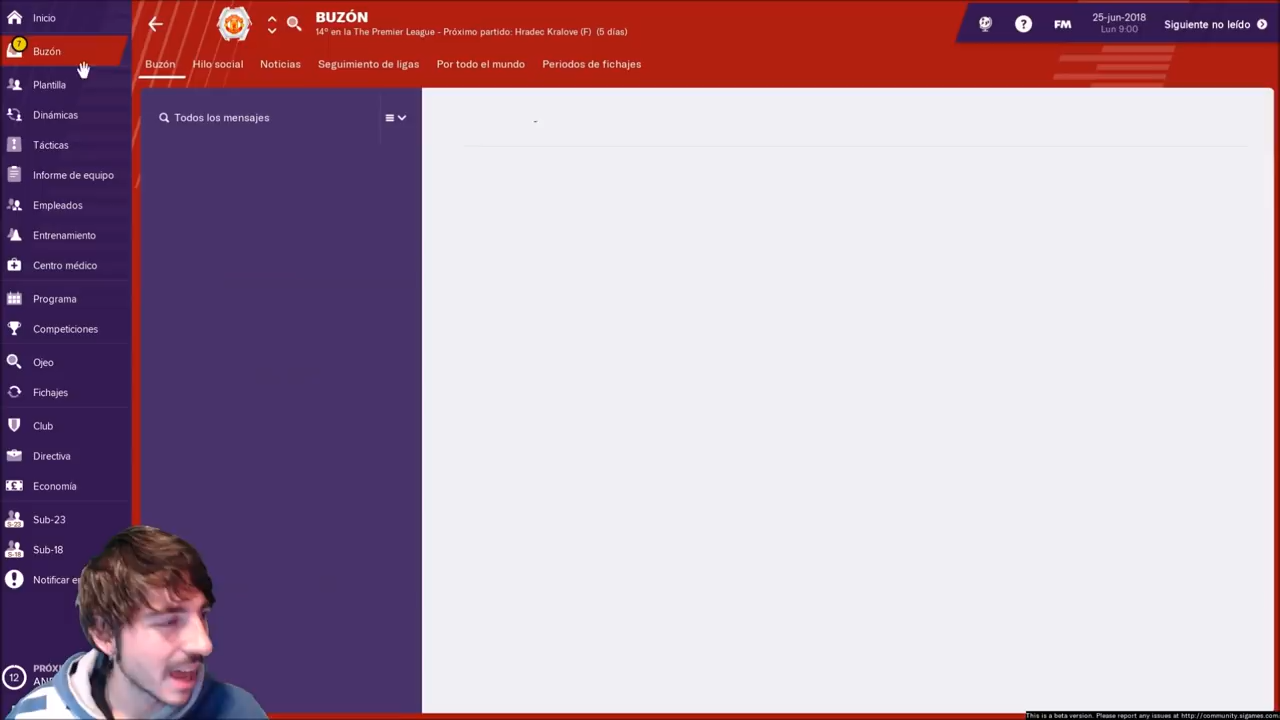 Inicio
7
Buzón
Plantilla
Dinámicas
Tácticas
Informe de equipo
Empleados
Entrenamiento
Centro médico
Programa
Competiciones
Ojeo
Fichajes
Club
Directiva
Economía
S-23
Sub-23
S-18
Sub-18
Notificar
12
BUZÓN
14º en la The Premier League - Próximo partido: Hradec Kralove (F) (5 días)
FM
25-jun-2018
Lun 9:00
Siguiente no leído
Buzón Hilo social Noticias Seguimiento de ligas Por todo el mundo Periodos de fichajes
Todos los mensajes
-
This is a beta version. Please report any issues at http://community.sigames.com